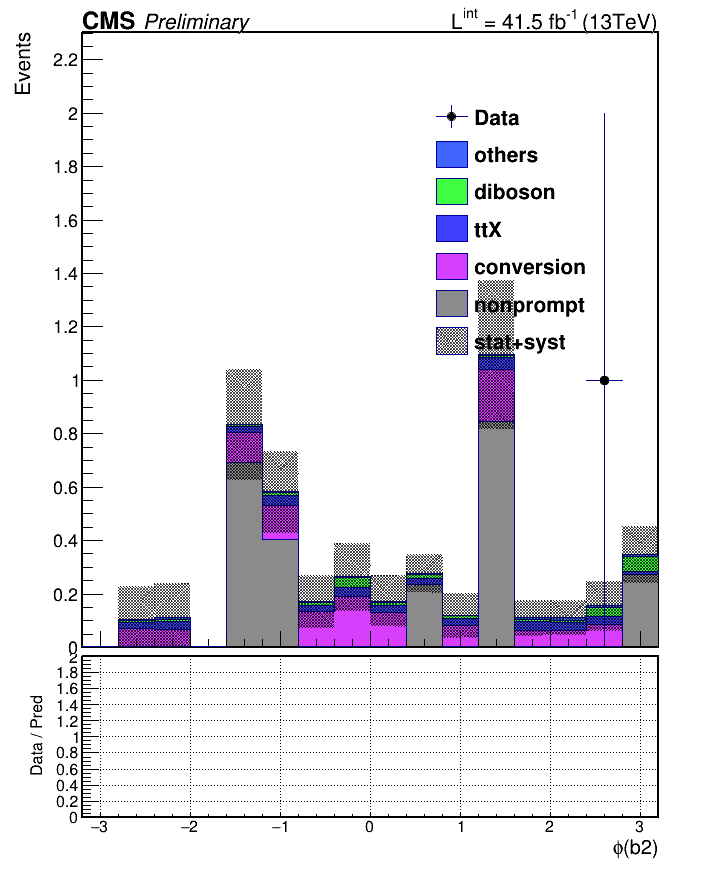 CMS Preliminary
L^int = 41.5 fb^-1 (13TeV)
Events
2.2
2
1.8
1.6
1.4
1.2
1
0.8
0.6
0.4
0.2
0
Data
others
diboson
ttX
conversion
nonprompt
stat+syst
Data / Pred
2
1.8
1.6
1.4
1.2
1
0.8
0.6
0.4
0.2
0
−3 −2 −1 0 1 2 3
ϕ(b2)